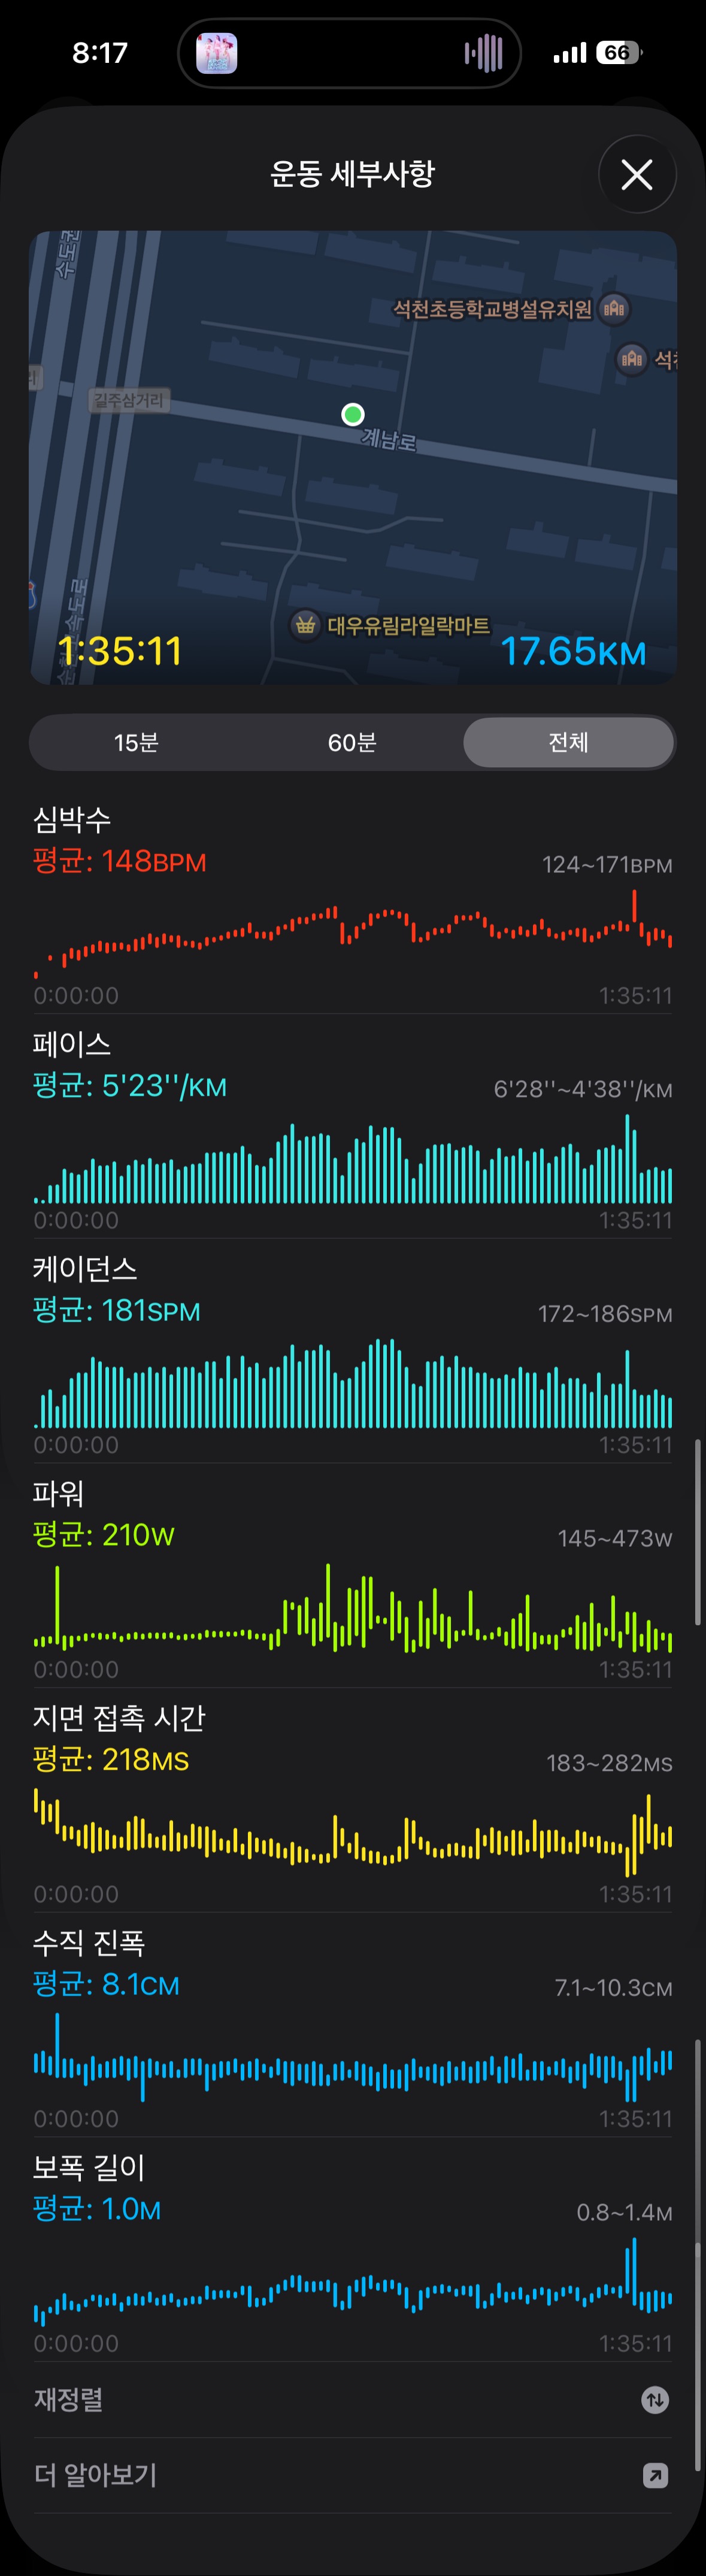 8:17
66
운동 세부사항
수도권
석천초등학교병설유치원
길주삼거리
계남로
대우유림라일락마트
1:35:11
17.65KM
15분
60분
전체
심박수
평균: 148BPM
124~171BPM
0:00:00
1:35:11
페이스
평균: 5'23''/KM
6'28''~4'38''/KM
0:00:00
1:35:11
케이던스
평균: 181SPM
172~186SPM
0:00:00
1:35:11
파워
평균: 210W
145~473W
0:00:00
1:35:11
지면 접촉 시간
평균: 218MS
183~282MS
0:00:00
1:35:11
수직 진폭
평균: 8.1CM
7.1~10.3CM
0:00:00
1:35:11
보폭 길이
평균: 1.0M
0.8~1.4M
0:00:00
1:35:11
재정렬
더 알아보기